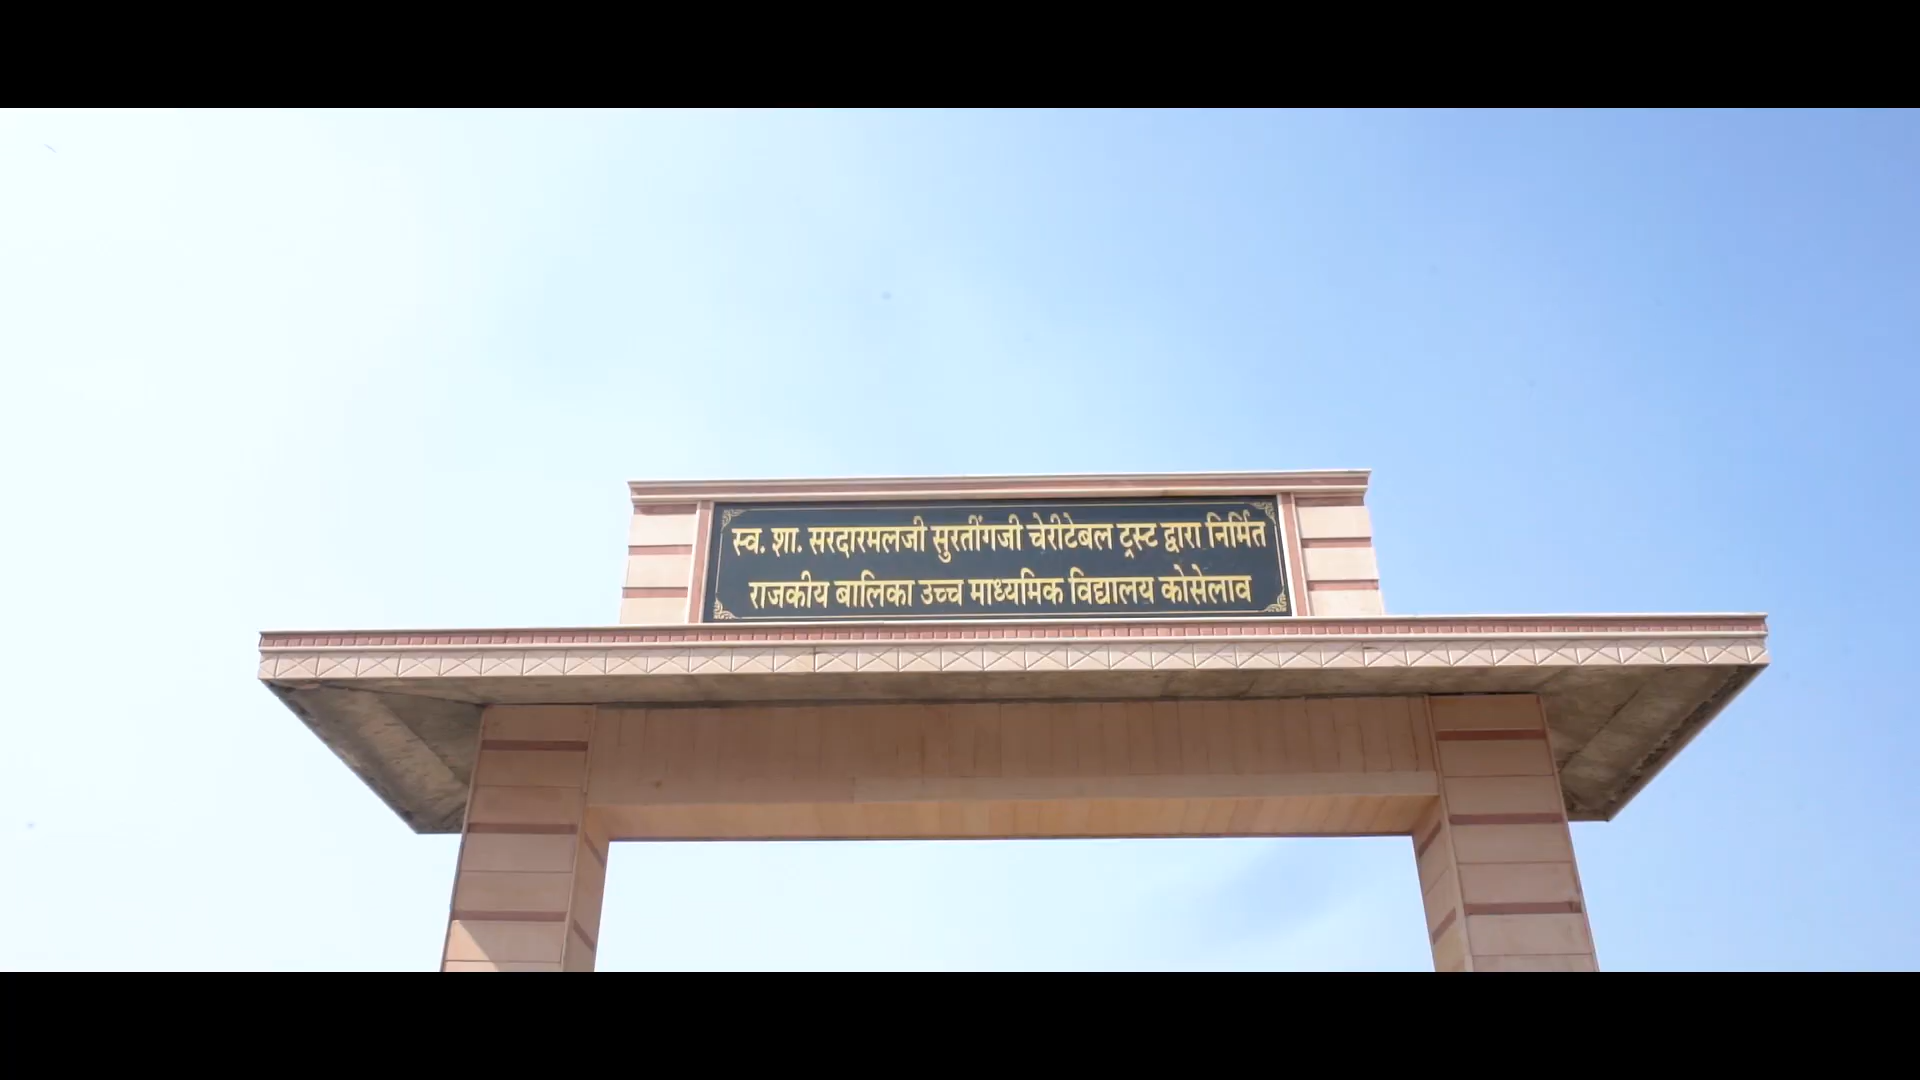 स्व. शा. सरदारमलजी सुरतींगजी चेरीटेबल ट्रस्ट द्वारा निर्मित
राजकीय बालिका उच्च माध्यमिक विद्यालय कोसेलाव